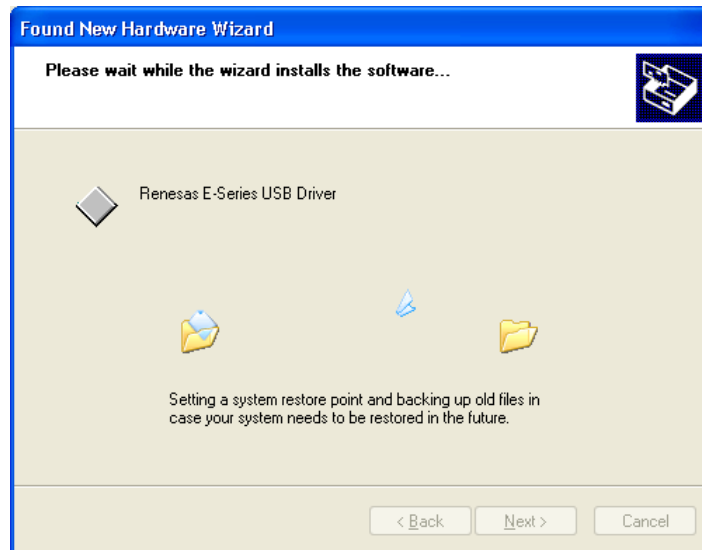 Found New Hardware Wizard
Please wait while the wizard installs the software...
Renesas E-Series USB Driver
Setting a system restore point and backing up old files in
case your system needs to be restored in the future.
< Back Next > Cancel